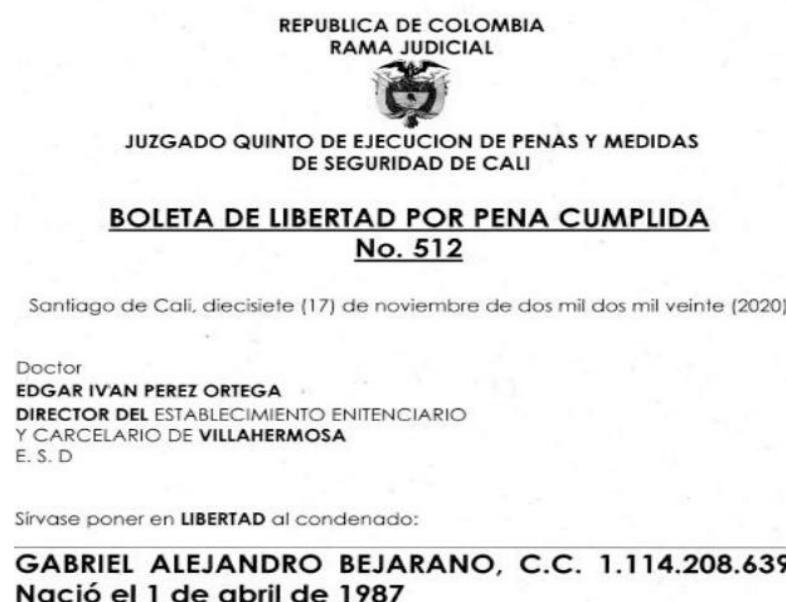 REPUBLICA DE COLOMBIA
RAMA JUDICIAL
JUZGADO QUINTO DE EJECUCION DE PENAS Y MEDIDAS
DE SEGURIDAD DE CALI
BOLETA DE LIBERTAD POR PENA CUMPLIDA
No. 512
Santiago de Cali, diecisiete (17) de noviembre de dos mil dos mil veinte (2020)
Doctor
EDGAR IVAN PEREZ ORTEGA
DIRECTOR DEL ESTABLECIMIENTO ENITENCIARIO
Y CARCELARIO DE VILLAHERMOSA
E. S. D
Sírvase poner en LIBERTAD al condenado:
GABRIEL ALEJANDRO BEJARANO, C.C. 1.114.208.639
Nació el 1 de abril de 1987